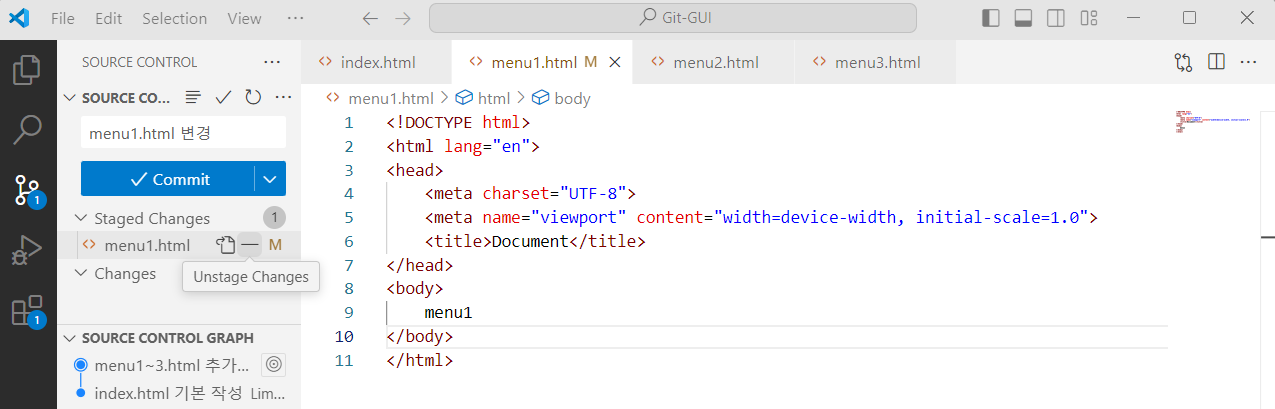 File Edit Selection View ··· Git-GUI
SOURCE CONTROL ···
SOURCE CO... ···
menu1.html 변경
Commit
Staged Changes 1
menu1.html M
Unstage Changes
Changes
SOURCE CONTROL GRAPH
menu1~3.html 추가...
index.html 기본 작성 Lim...
1
1
index.html menu1.html M menu2.html menu3.html ···
menu1.html > html > body
1 <!DOCTYPE html>
2 <html lang="en">
3 <head>
4 <meta charset="UTF-8">
5 <meta name="viewport" content="width=device-width, initial-scale=1.0">
6 <title>Document</title>
7 </head>
8 <body>
9 menu1
10 </body>
11 </html>